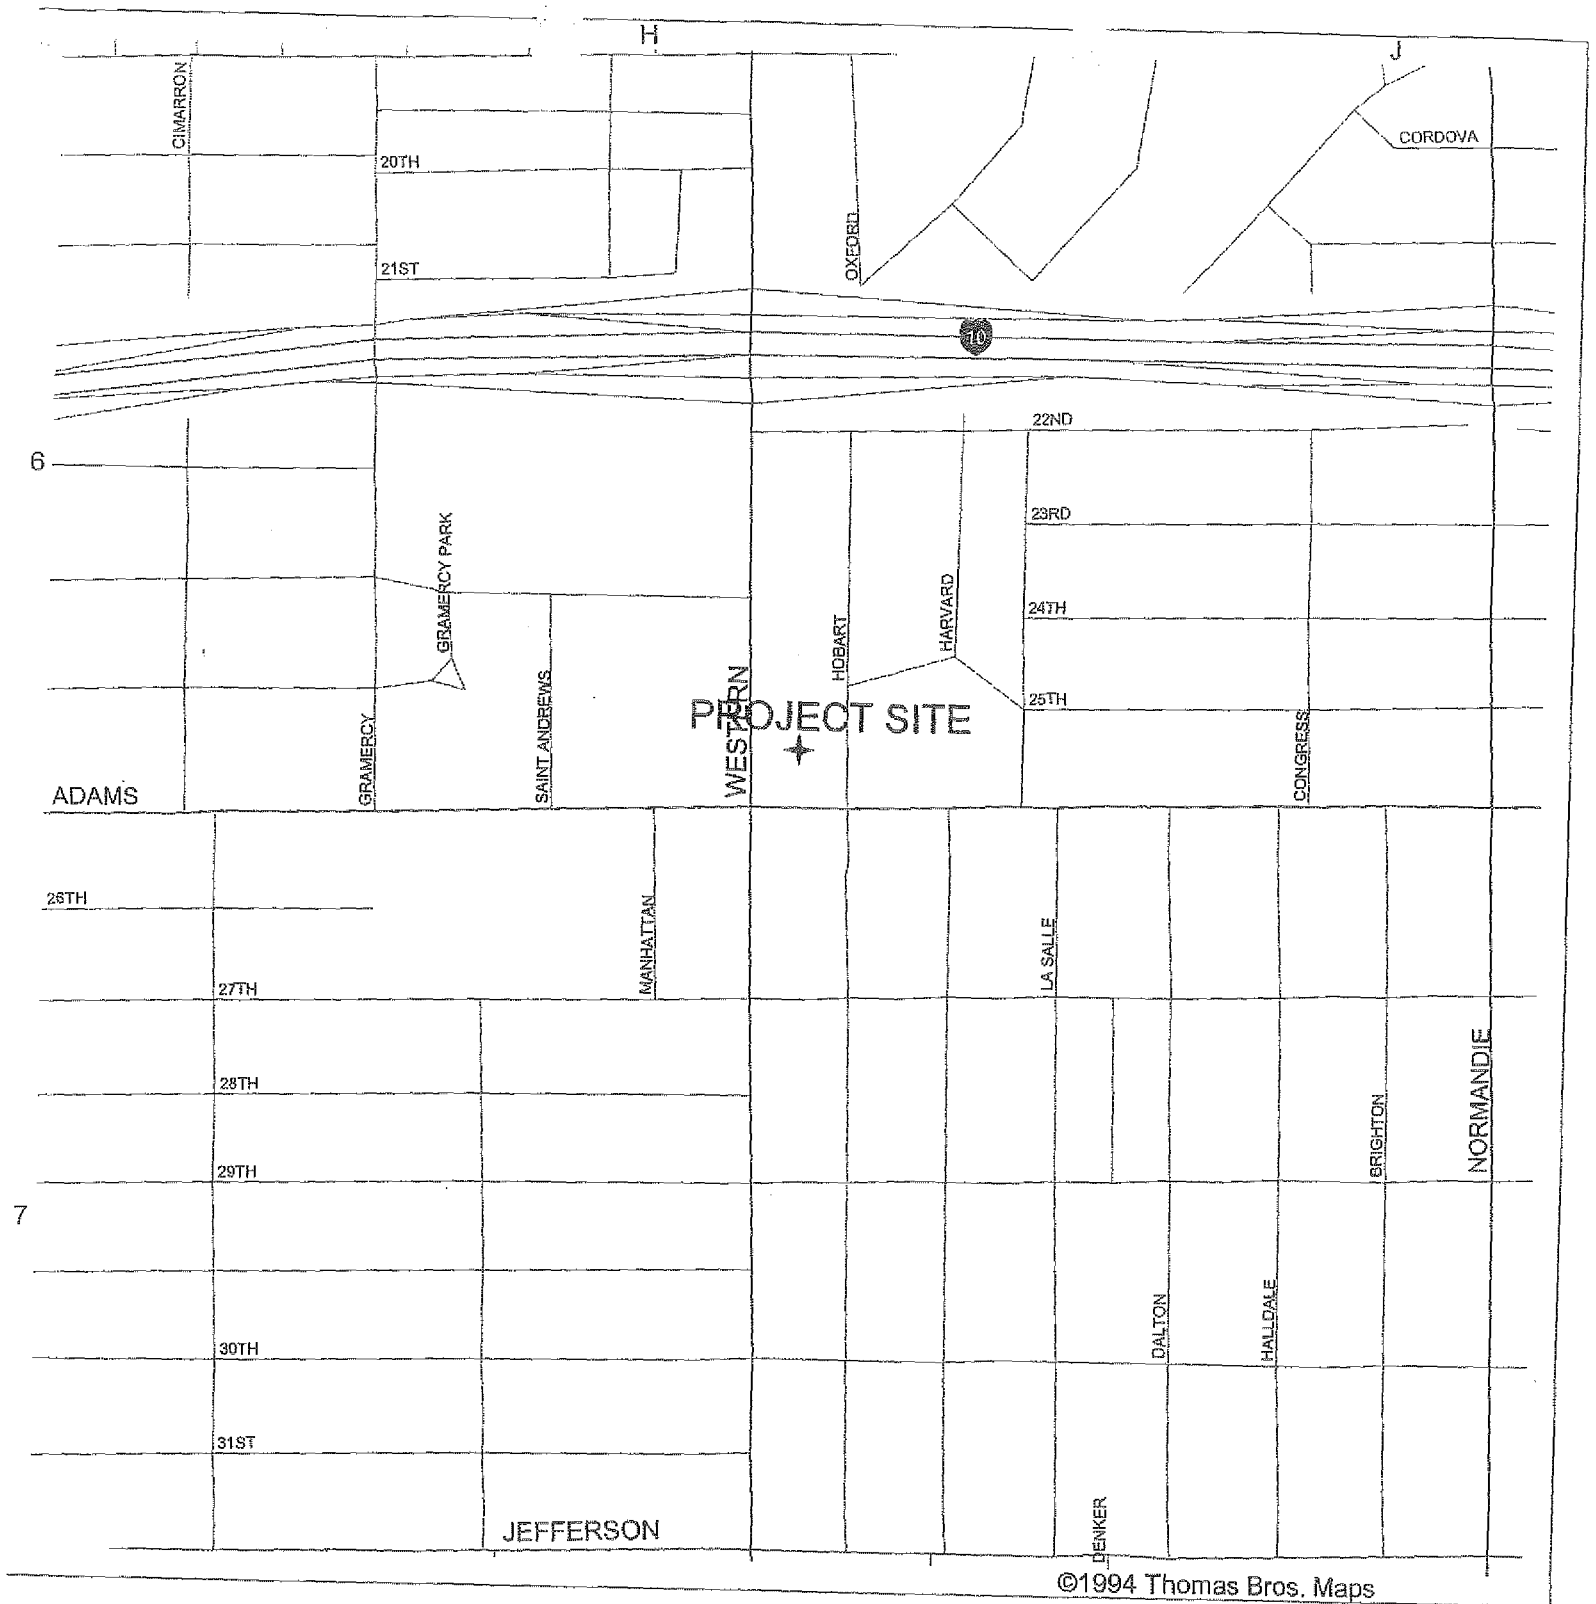 H
J
CIMARRON
CORDOVA
20TH
OXFORD
21ST
10
22ND
6
23RD
GRAMERCY PARK
HARVARD
24TH
HOBART
SAINT ANDREWS
WESTERN
25TH
PROJECT SITE
GRAMERCY
CONGRESS
ADAMS
26TH
MANHATTAN
LA SALLE
27TH
NORMANDIE
28TH
BRIGHTON
29TH
7
DALTON
HALLDALE
30TH
31ST
DENKER
JEFFERSON
©1994 Thomas Bros. Maps